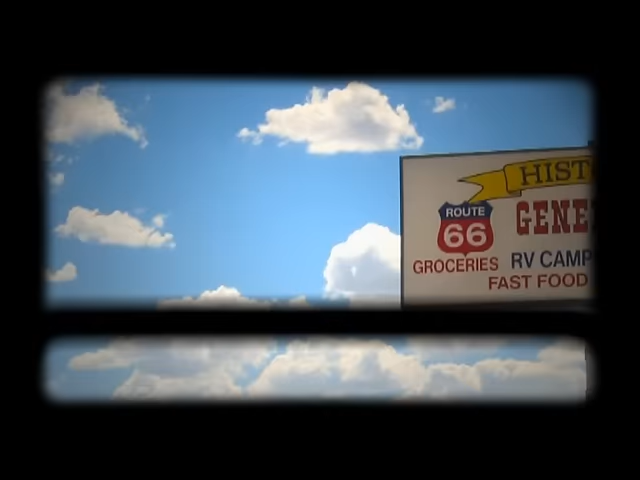 HIST
ROUTE
66
GENE
GROCERIES RV CAMP
FAST FOOD